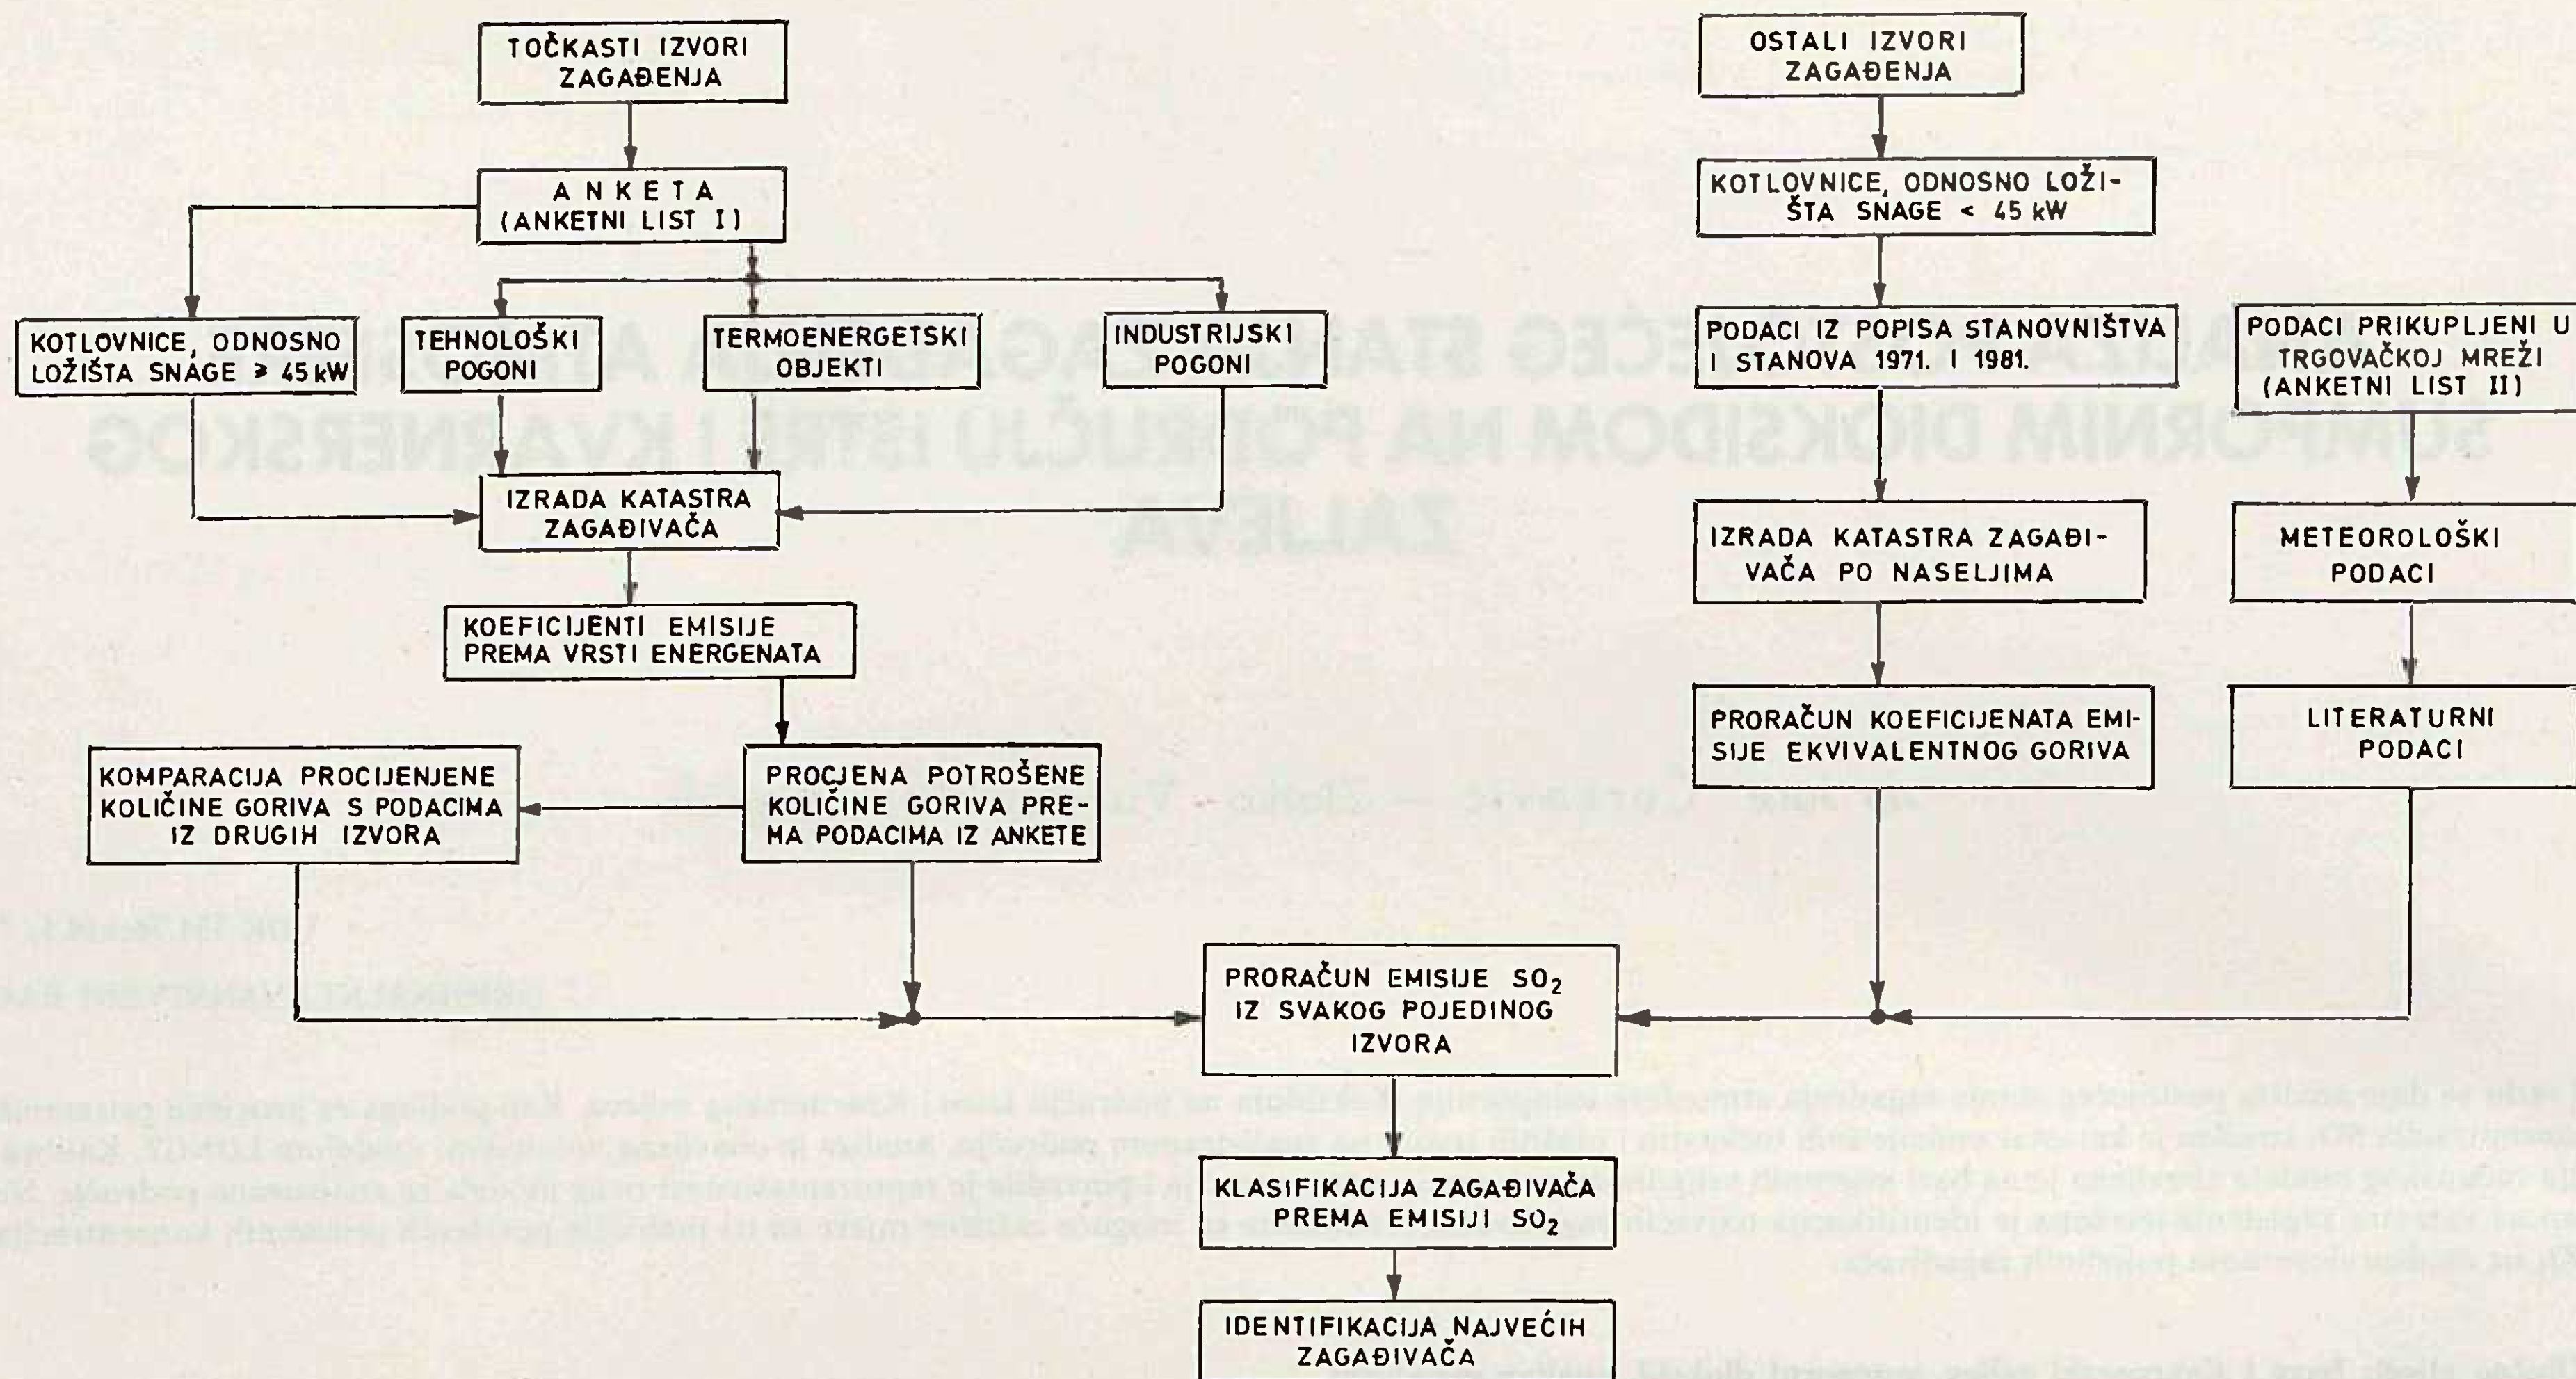 TOČKASTI IZVORI
ZAGAĐENJA
ANKETA
(ANKETNI LIST I)
KOTLOVNICE, ODNOSNO
LOŽIŠTA SNAGE ≥ 45 kW
TEHNOLOŠKI
POGONI
TERMOENERGETSKI
OBJEKTI
INDUSTRIJSKI
POGONI
IZRADA KATASTRA
ZAGAĐIVAČA
KOEFICIJENTI EMISIJE
PREMA VRSTI ENERGENATA
KOMPARACIJA PROCIJENJENE
KOLIČINE GORIVA S PODACIMA
IZ DRUGIH IZVORA
PROCJENA POTROŠENE
KOLIČINE GORIVA PRE-
MA PODACIMA IZ ANKETE
OSTALI IZVORI
ZAGAĐENJA
KOTLOVNICE, ODNOSNO LOŽI-
ŠTA SNAGE < 45 kW
PODACI IZ POPISA STANOVNIŠTVA
I STANOVA 1971. I 1981.
IZRADA KATASTRA ZAGAĐI-
VAČA PO NASELJIMA
PRORAČUN KOEFICIJENATA EMI-
SIJE EKVIVALENTNOG GORIVA
PODACI PRIKUPLJENI U
TRGOVAČKOJ MREŽI
(ANKETNI LIST II)
METEOROLOŠKI
PODACI
LITERATURNI
PODACI
PRORAČUN EMISIJE SO₂
IZ SVAKOG POJEDINOG
IZVORA
KLASIFIKACIJA ZAGAĐIVAČA
PREMA EMISIJI SO₂
IDENTIFIKACIJA NAJVEĆIH
ZAGAĐIVAČA